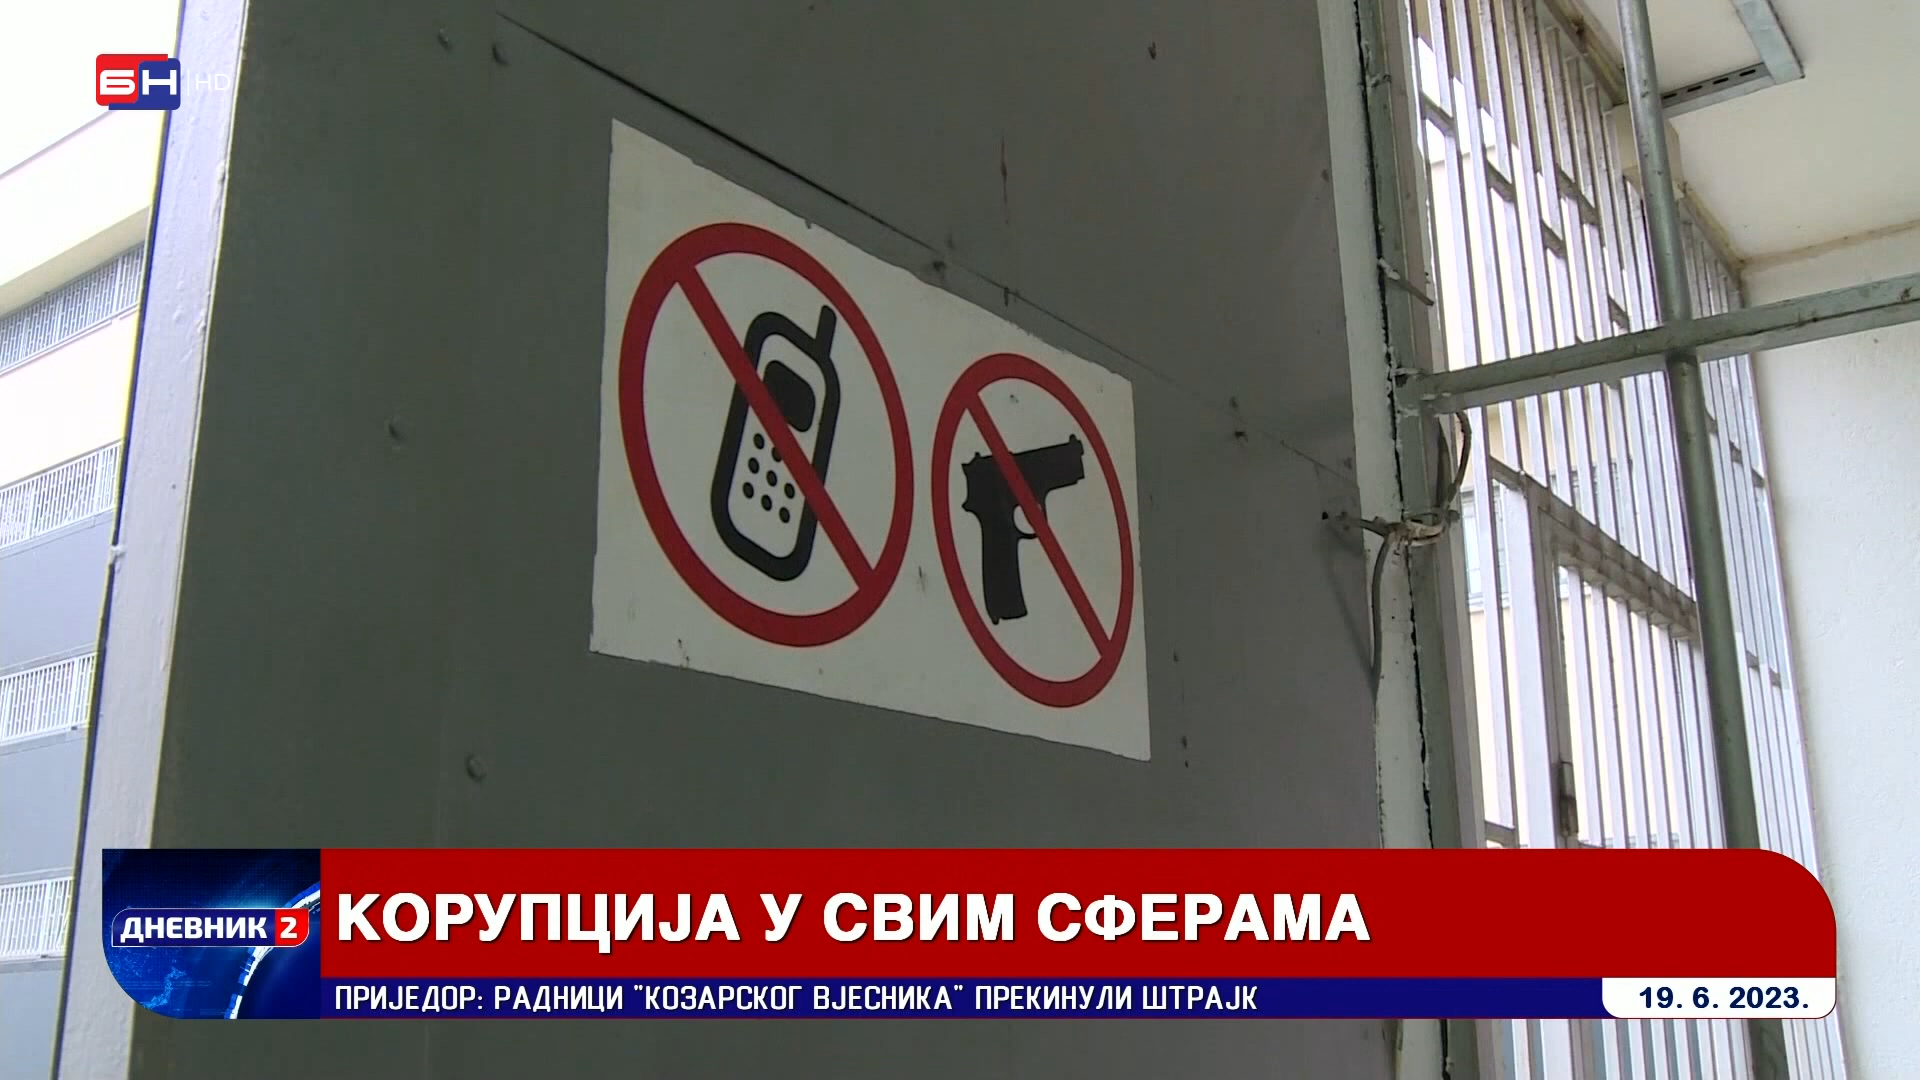 БН HD
ДНЕВНИК 2
КОРУПЦИЈА У СВИМ СФЕРАМА
ПРИЈЕДОР: РАДНИЦИ "КОЗАРСКОГ ВЈЕСНИКА" ПРЕКИНУЛИ ШТРАЈК
19. 6. 2023.